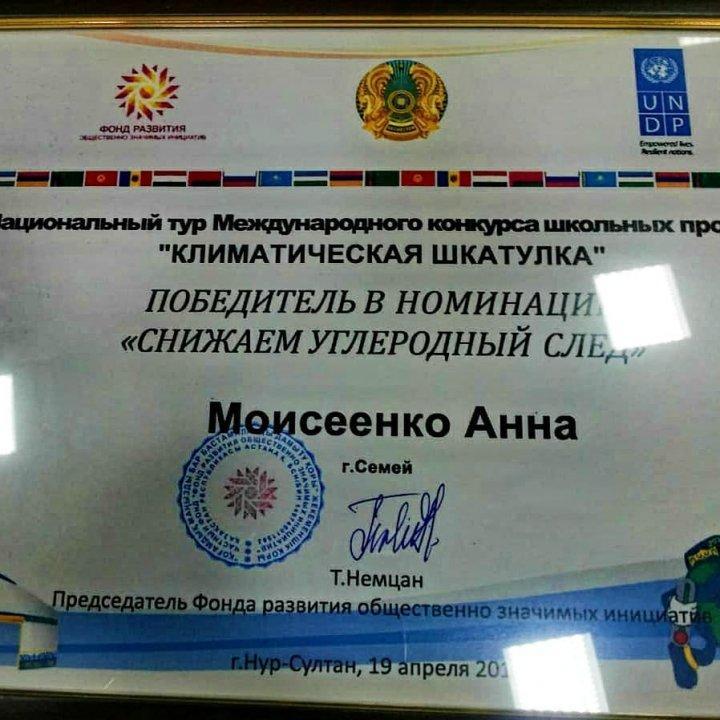 ФОНД РАЗВИТИЯ
ОБЩЕСТВЕННО ЗНАЧИМЫХ ИНИЦИАТИВ
U N
D P
Empowered lives.
Resilient nations.
Национальный тур Международного конкурса школьных про
"КЛИМАТИЧЕСКАЯ ШКАТУЛКА"
ПОБЕДИТЕЛЬ В НОМИНАЦИ
«СНИЖАЕМ УГЛЕРОДНЫЙ СЛЕД»
Моисеенко Анна
г.Семей
Т.Немцан
Председатель Фонда развития общественно значимых инициатив
г.Нур-Султан, 19 апреля 201